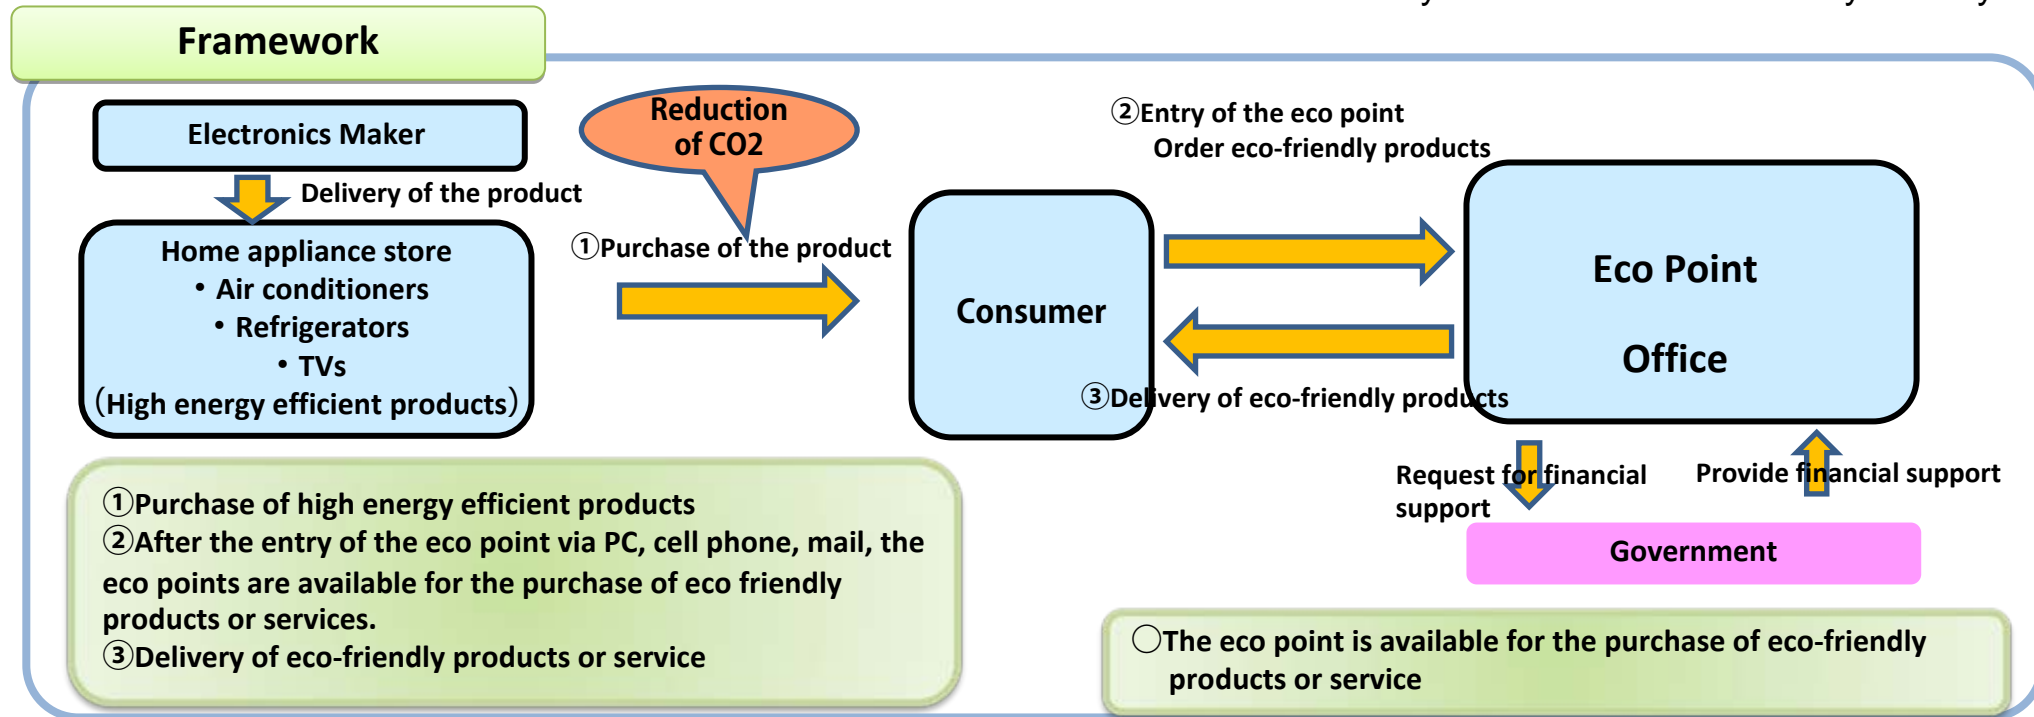 Framework
Electronics Maker
Delivery of the product
Home appliance store
・Air conditioners
・Refrigerators
・TVs
(High energy efficient products)
Reduction
of CO2
①Purchase of the product
Consumer
②Entry of the eco point
Order eco-friendly products
③Delivery of eco-friendly products
Eco Point
Office
Request for financial
support
Provide financial support
Government
①Purchase of high energy efficient products
②After the entry of the eco point via PC, cell phone, mail, the
eco points are available for the purchase of eco friendly
products or services.
③Delivery of eco-friendly products or service
○The eco point is available for the purchase of eco-friendly
products or service